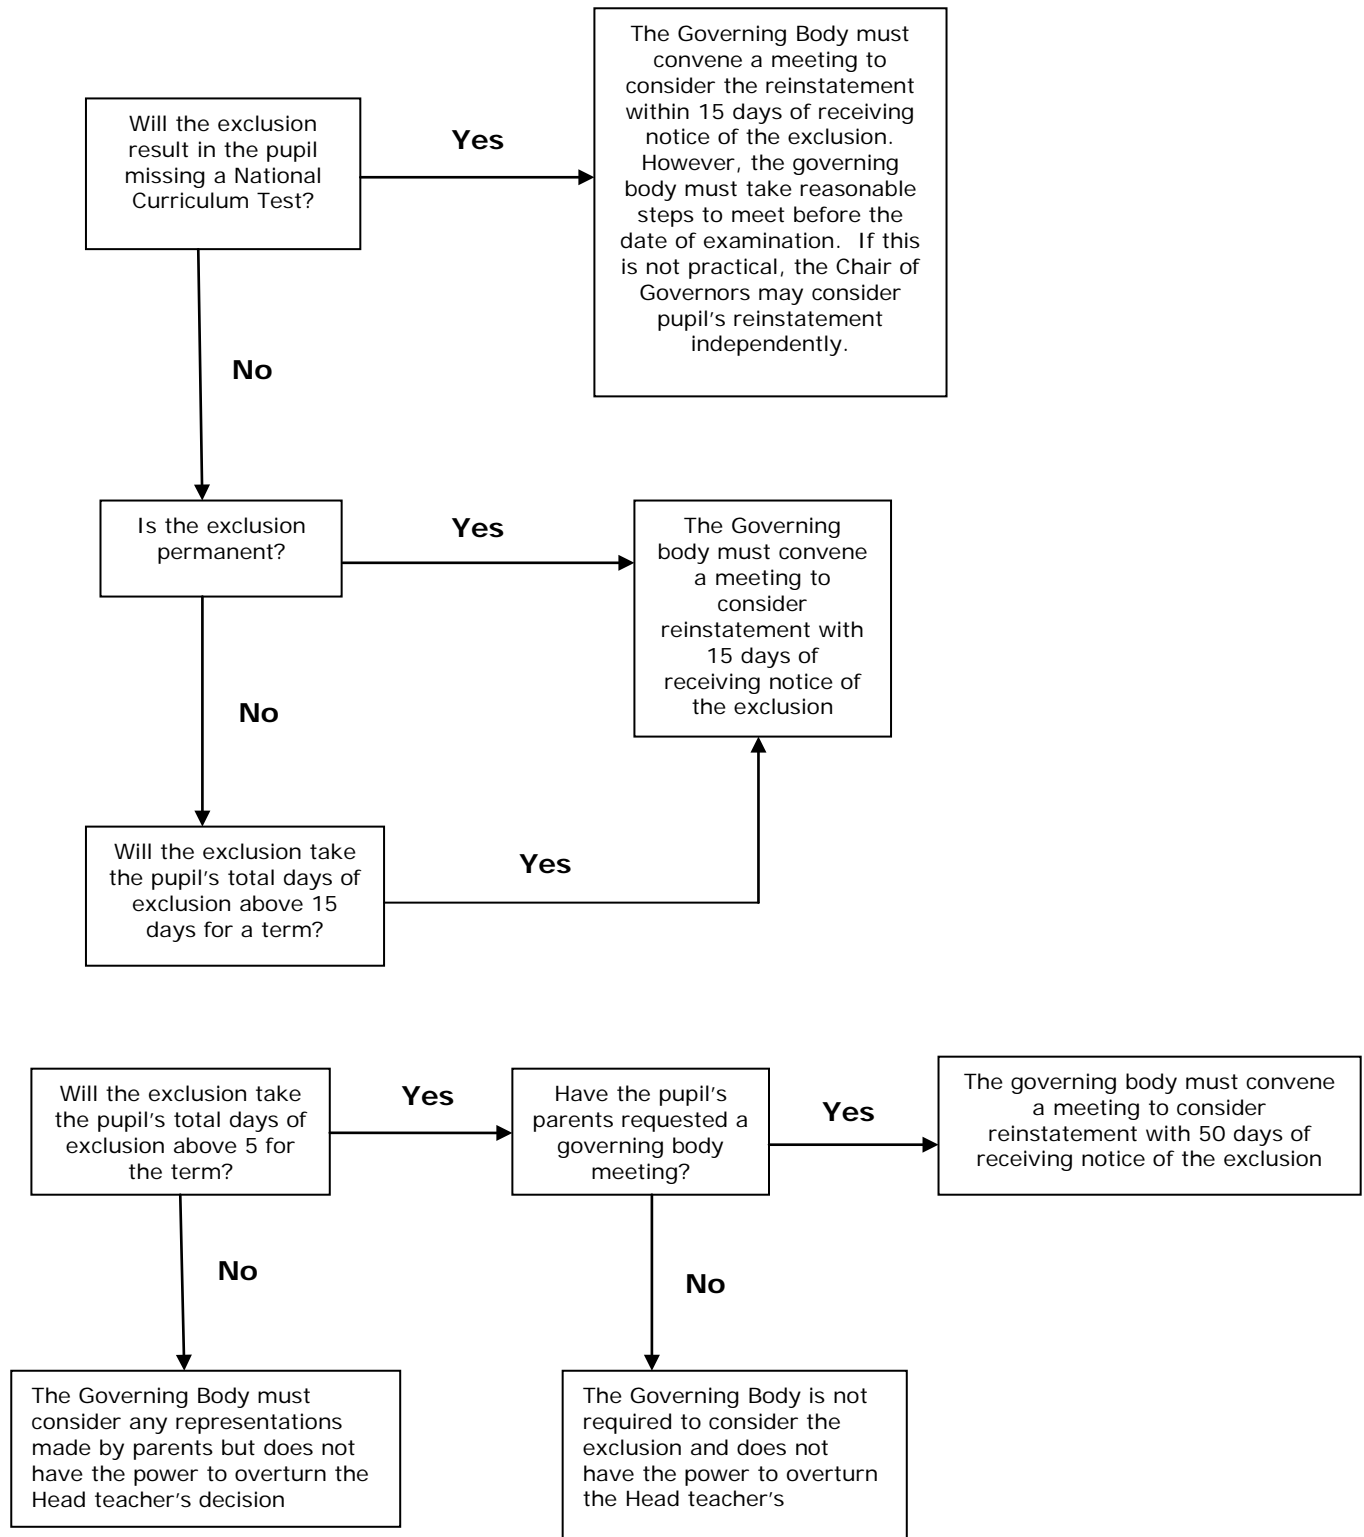 The Governing Body must
convene a meeting to
consider the reinstatement
within 15 days of receiving
notice of the exclusion.
However, the governing
body must take reasonable
steps to meet before the
date of examination.  If this
is not practical, the Chair of
Governors may consider
pupil's reinstatement
independently.
Will the exclusion
result in the pupil
missing a National
Curriculum Test?
Yes
No
Is the exclusion
permanent?
Yes
The Governing
body must convene
a meeting to
consider
reinstatement with
15 days of
receiving notice of
the exclusion
No
Will the exclusion take
the pupil's total days of
exclusion above 15
days for a term?
Yes
Will the exclusion take
the pupil's total days of
exclusion above 5 for
the term?
Yes
Have the pupil's
parents requested a
governing body
meeting?
Yes
The governing body must convene
a meeting to consider
reinstatement with 50 days of
receiving notice of the exclusion
No
No
The Governing Body must
consider any representations
made by parents but does not
have the power to overturn the
Head teacher's decision
The Governing Body is not
required to consider the
exclusion and does not
have the power to overturn
the Head teacher's